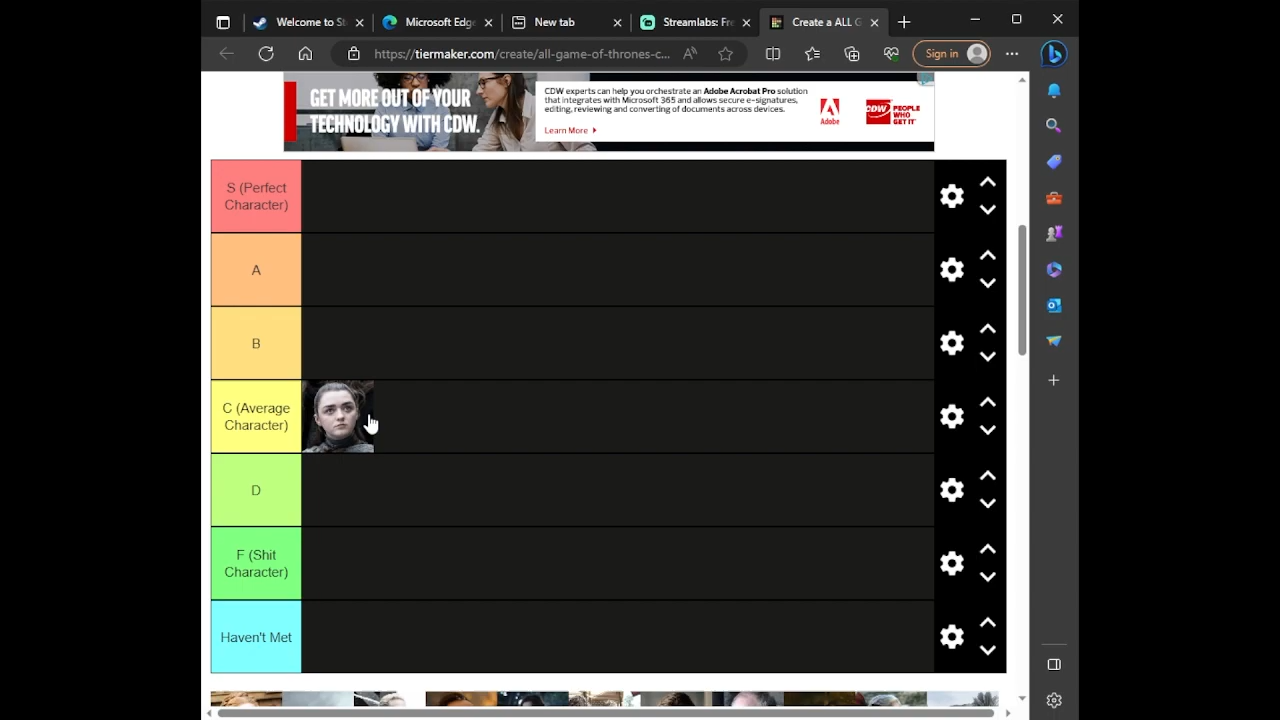 Welcome to St
Microsoft Edg
New tab
Streamlabs: Fre
Create a ALL G
https://tiermaker.com/create/all-game-of-thrones-c...
Sign in
GET MORE OUT OF YOUR
TECHNOLOGY WITH CDW.
CDW experts can help you orchestrate an Adobe Acrobat Pro solution
that integrates with Microsoft 365 and allows secure e-signatures,
editing, reviewing and converting of documents across devices.
Learn More
Adobe
CDW
PEOPLE
WHO
GET IT
S (Perfect
Character)
A
B
C (Average
Character)
D
F (Shit
Character)
Haven't Met